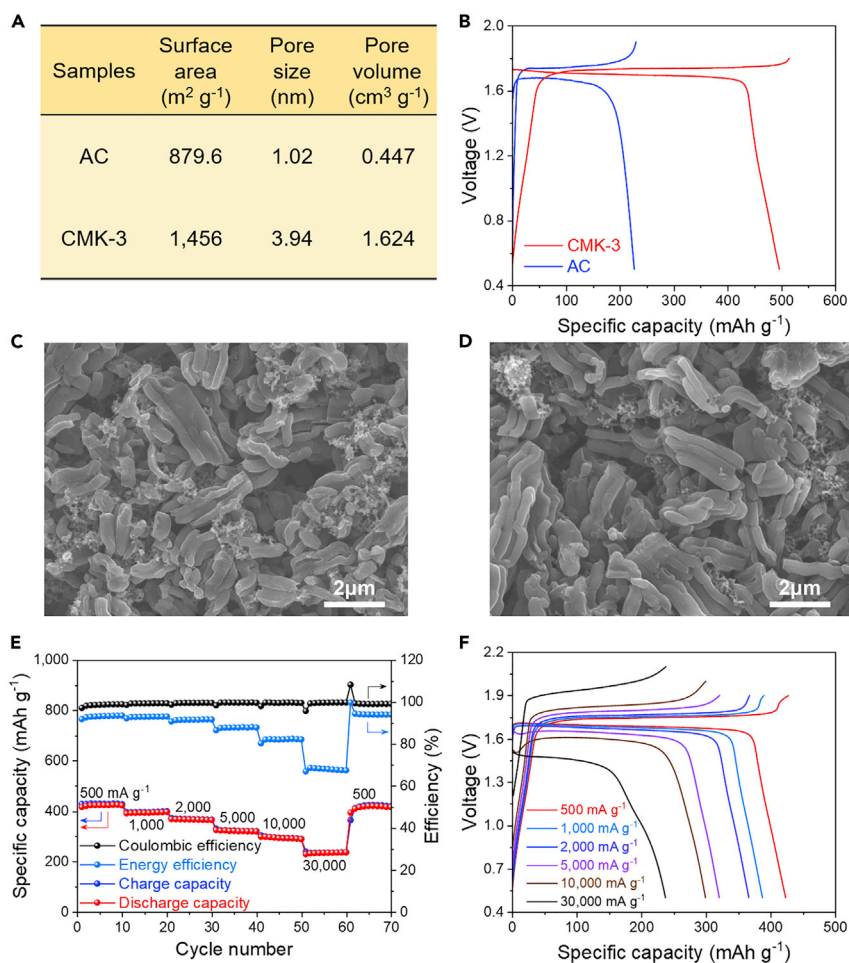 A
Samples
Surface
area
(m² g⁻¹)
Pore
size
(nm)
Pore
volume
(cm³ g⁻¹)
AC 879.6 1.02 0.447
CMK-3 1,456 3.94 1.624
B
Voltage (V)
2.0
1.6
1.2
0.8
0.4
CMK-3
AC
0 100 200 300 400 500 600
Specific capacity (mAh g⁻¹)
C
2μm
D
2μm
E
Specific capacity (mAh g⁻¹)
1,000
800
600
400
200
0
120
100
80
60
40
20
0
Efficiency (%)
500 mA g⁻¹
1,000
2,000
5,000
10,000
30,000
500
Coulombic efficiency
Energy efficiency
Charge capacity
Discharge capacity
0 10 20 30 40 50 60 70
Cycle number
F
Voltage (V)
2.1
1.8
1.5
1.2
0.9
0.6
0.4
500 mA g⁻¹
1,000 mA g⁻¹
2,000 mA g⁻¹
5,000 mA g⁻¹
10,000 mA g⁻¹
30,000 mA g⁻¹
0 100 200 300 400 500
Specific capacity (mAh g⁻¹)